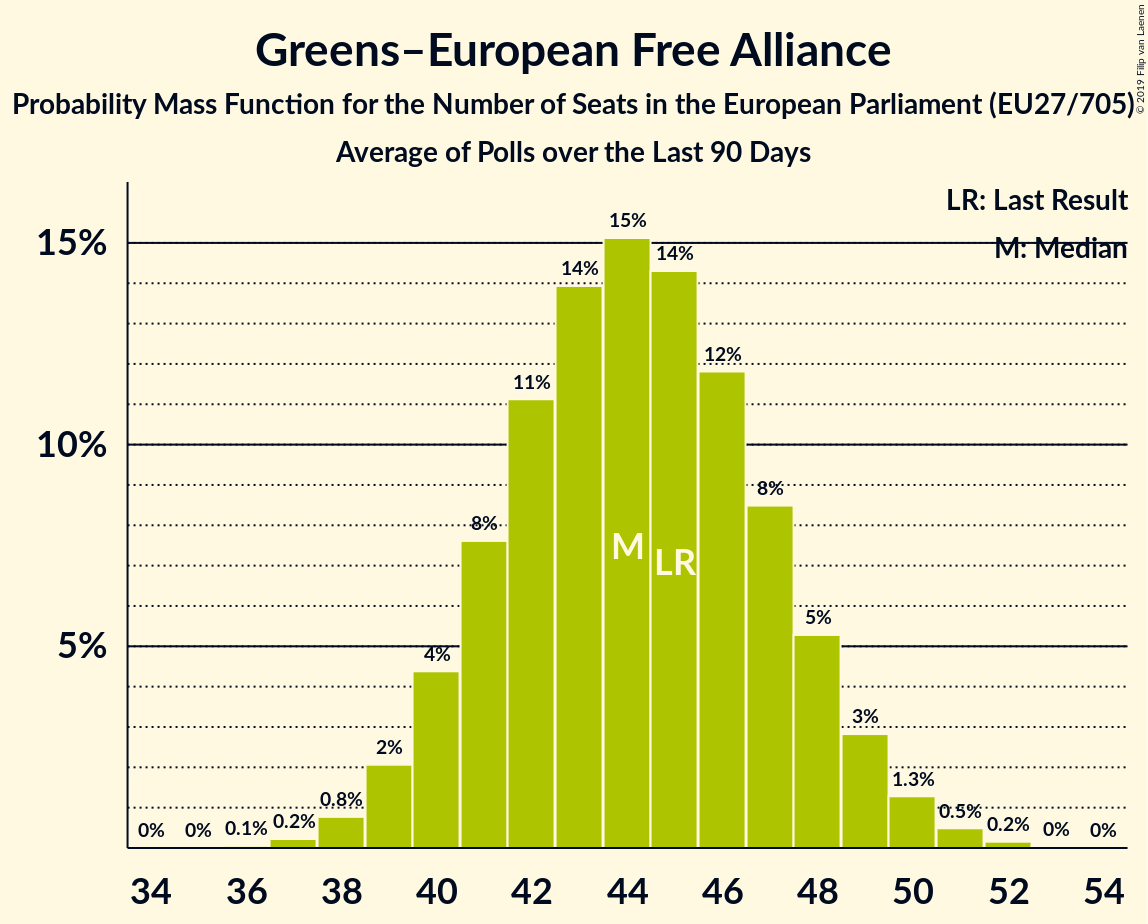 Greens–European Free Alliance
Probability Mass Function for the Number of Seats in the European Parliament (EU27/705)
Average of Polls over the Last 90 Days
© 2019 Filip van Laenen
LR: Last Result
M: Median
15%
10%
5%
0%
0%
0.1%
0.2%
0.8%
2%
4%
8%
11%
14%
15%
14%
12%
8%
5%
3%
1.3%
0.5%
0.2%
0%
0%
M
LR
34 36 38 40 42 44 46 48 50 52 54